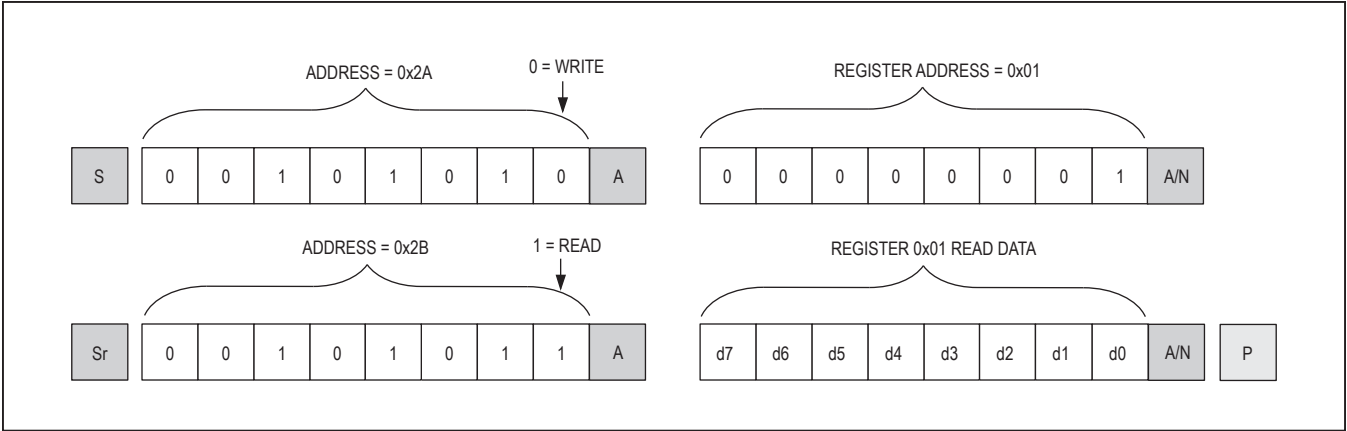 ADDRESS = 0x2A 0 = WRITE REGISTER ADDRESS = 0x01
S 0 0 1 0 1 0 1 0 A 0 0 0 0 0 0 0 1 A/N
ADDRESS = 0x2B 1 = READ REGISTER 0x01 READ DATA
Sr 0 0 1 0 1 0 1 1 A d7 d6 d5 d4 d3 d2 d1 d0 A/N P